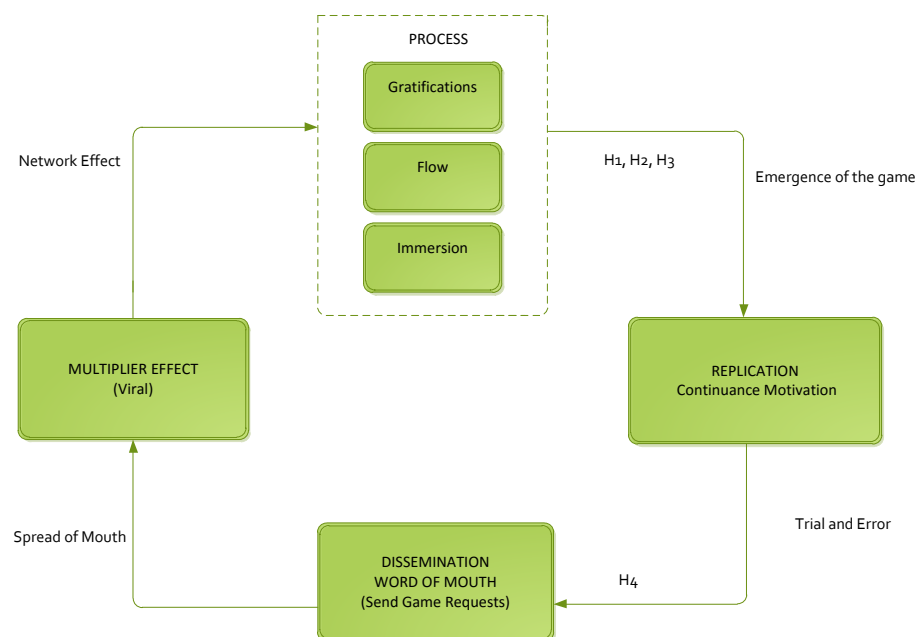 PROCESS
Gratifications
Flow
Immersion
Network Effect
H1, H2, H3
Emergence of the game
MULTIPLIER EFFECT
(Viral)
REPLICATION
Continuance Motivation
Spread of Mouth
Trial and Error
DISSEMINATION
WORD OF MOUTH
(Send Game Requests)
H4